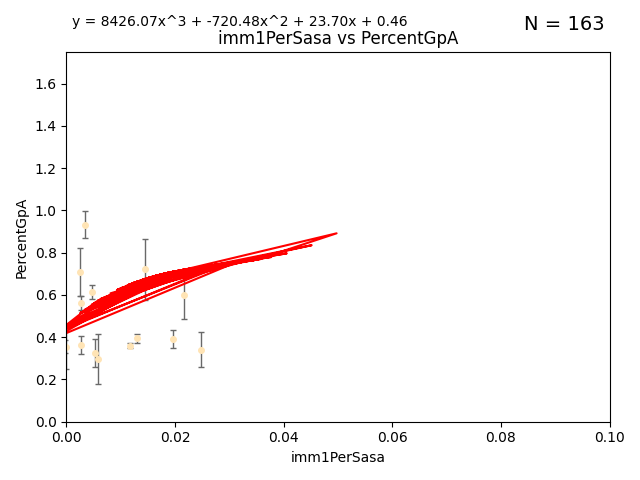 y = 8426.07x^3 + -720.48x^2 + 23.70x + 0.46
N = 163
imm1PerSasa vs PercentGpA
PercentGpA
1.6
1.4
1.2
1.0
0.8
0.6
0.4
0.2
0.0
0.00 0.02 0.04 0.06 0.08 0.10
imm1PerSasa